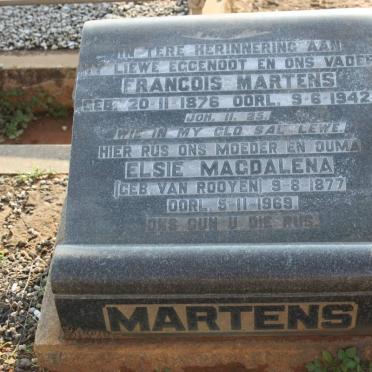 IN TERE HERINNERING AAN
LIEWE EGGENOOT EN ONS VADER
FRANCOIS MARTENS
GEB. 20·11·1876 OORL. 9·6·1942
JOH. 11. 25.
WIE IN MY GLO SAL LEWE.
HIER RUS ONS MOEDER EN OUMA
ELSIE MAGDALENA
(GEB. VAN ROOYEN) 9-8-1877
OORL. 5-11-1969.
ONS GUN U DIE RUS.
MARTENS